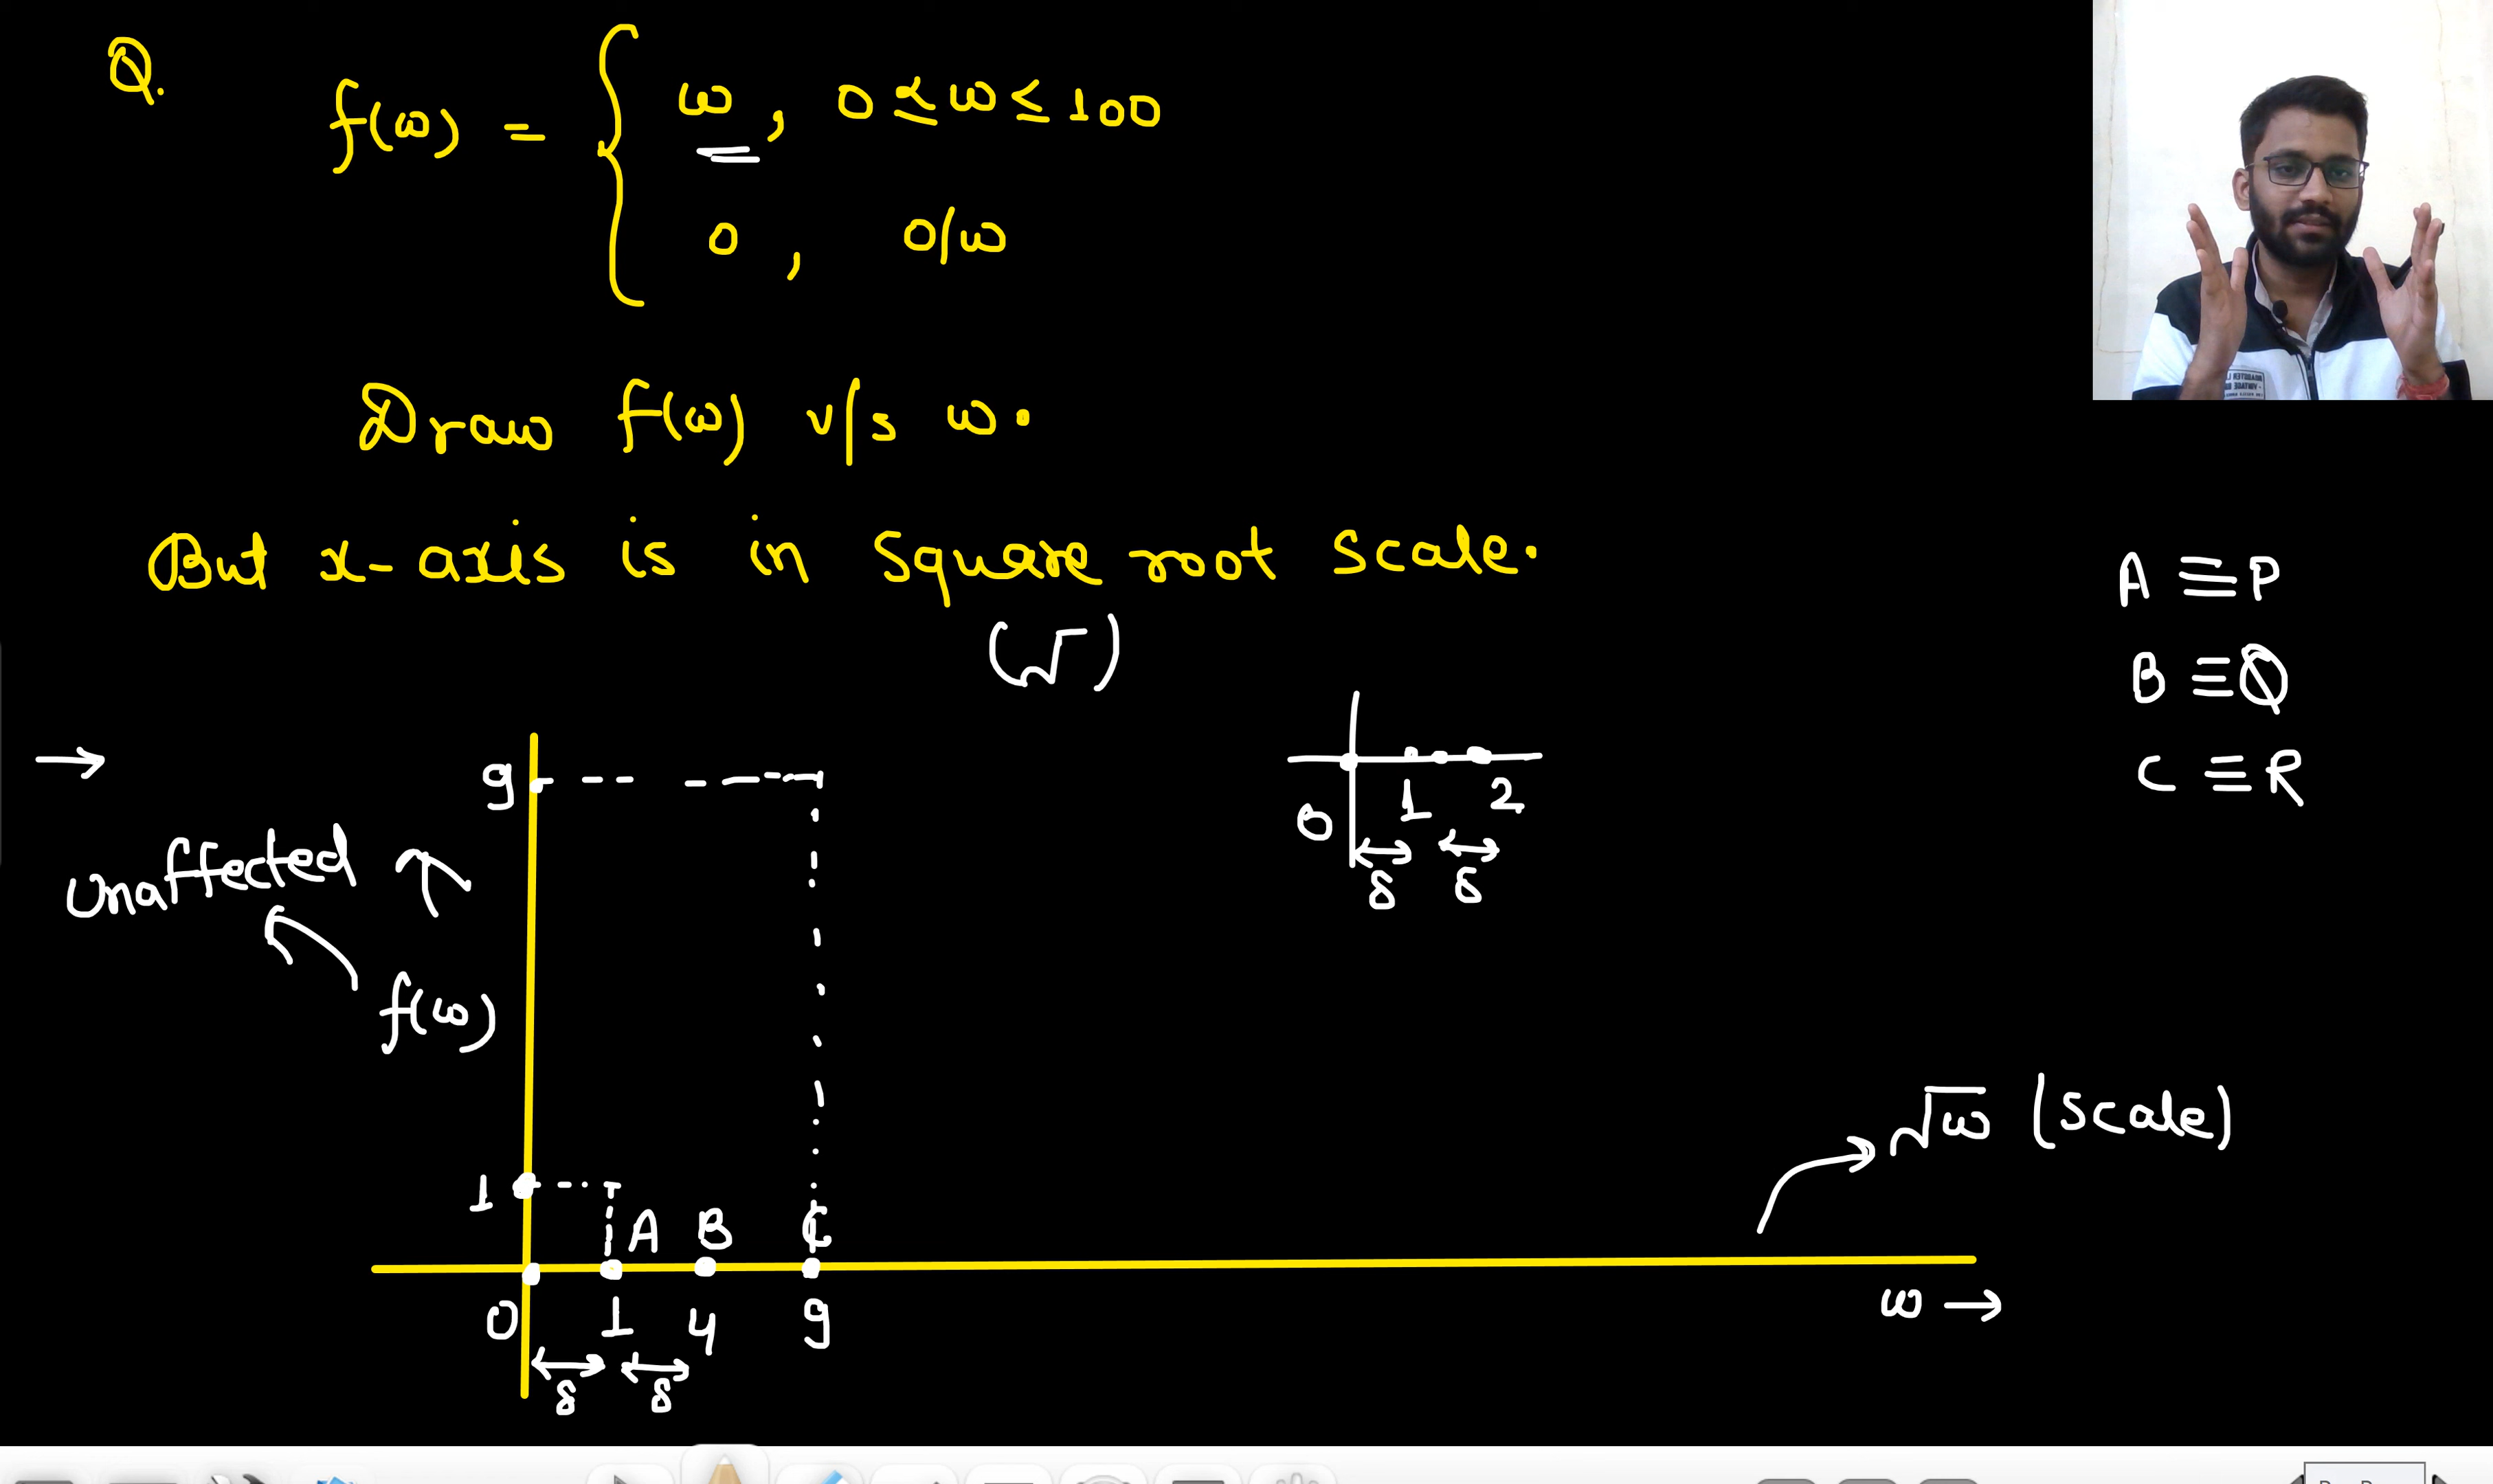 Q.
f(ω) = { ω , 0 ≤ ω ≤ 100
0 , 0/ω
Draw f(ω) v/s ω.
But x-axis is in square root scale.
(√)
A ≡ P
B ≡ Q
C ≡ R
→
9
0 1 2
δ δ
unaffected
f(ω)
√ω (scale)
1
A B C
0 1 4 9
ω →
δ δ